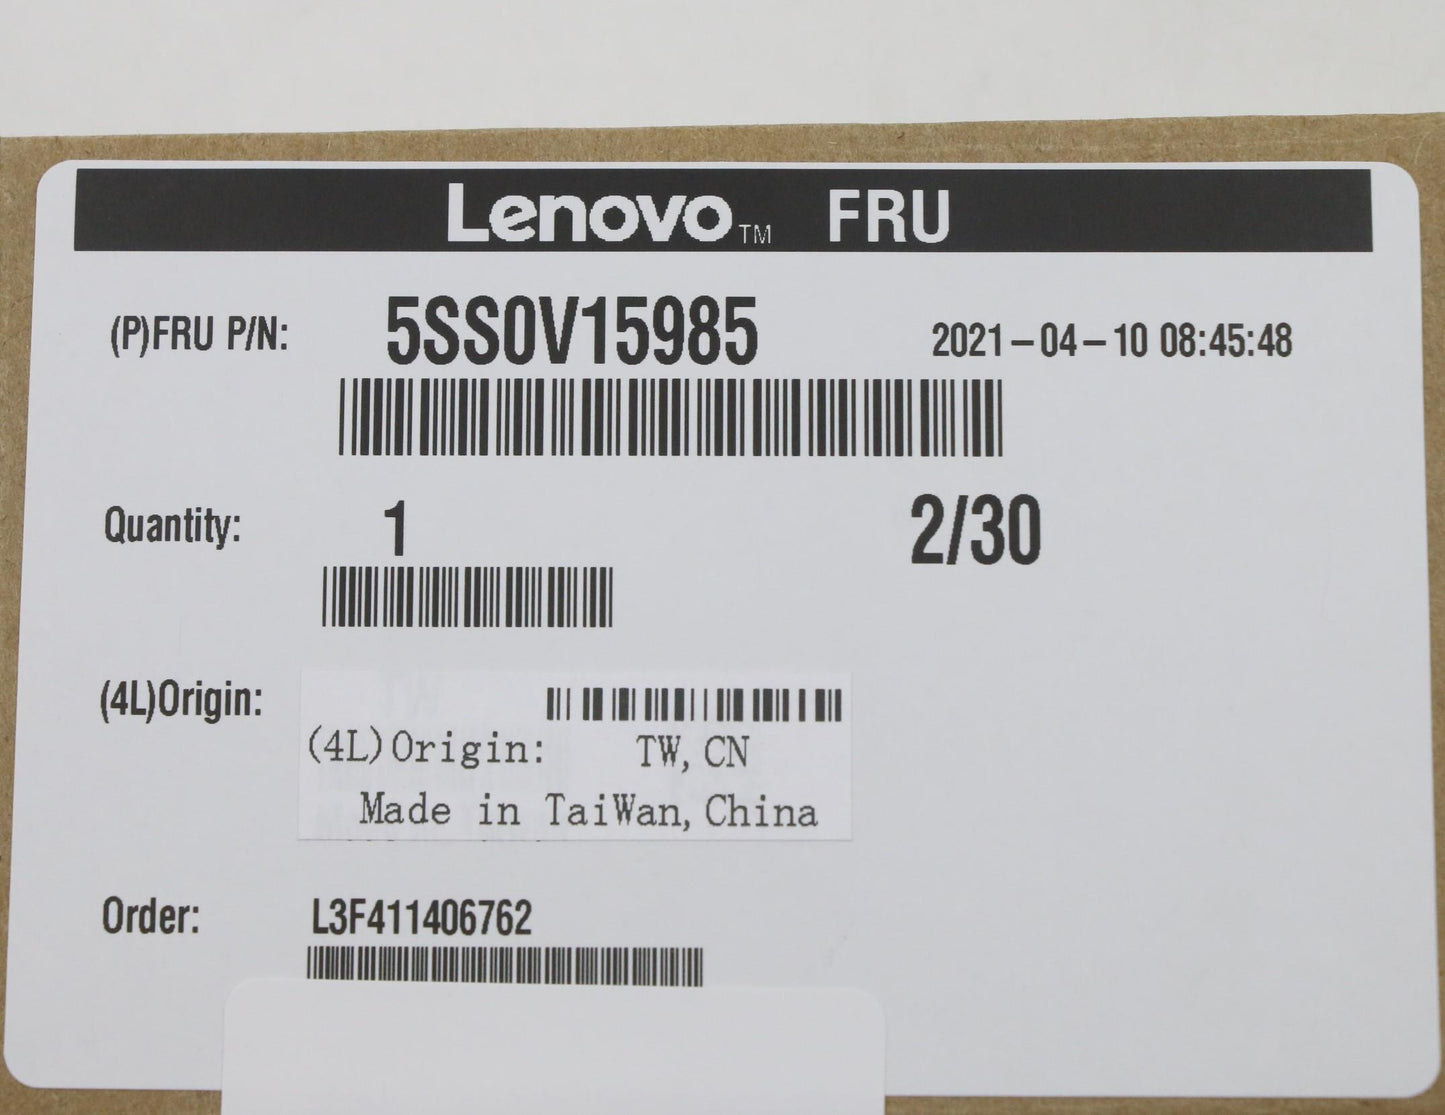 Lenovo™ FRU
(P)FRU P/N: 5SS0V15985 2021-04-10 08:45:48
Quantity: 1 2/30
(4L)Origin:
(4L)Origin: TW, CN
Made in TaiWan, China
Order: L3F411406762